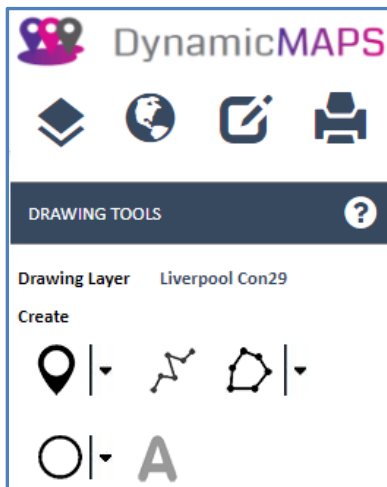 DynamicMAPS
DRAWING TOOLS ?
Drawing Layer Liverpool Con29
Create
A